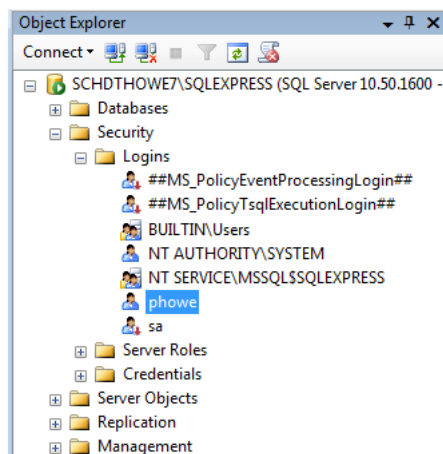 Object Explorer
Connect
SCHDTHOWE7\SQLEXPRESS (SQL Server 10.50.1600 -
Databases
Security
Logins
##MS_PolicyEventProcessingLogin##
##MS_PolicyTsqlExecutionLogin##
BUILTIN\Users
NT AUTHORITY\SYSTEM
NT SERVICE\MSSQL$SQLEXPRESS
phowe
sa
Server Roles
Credentials
Server Objects
Replication
Management